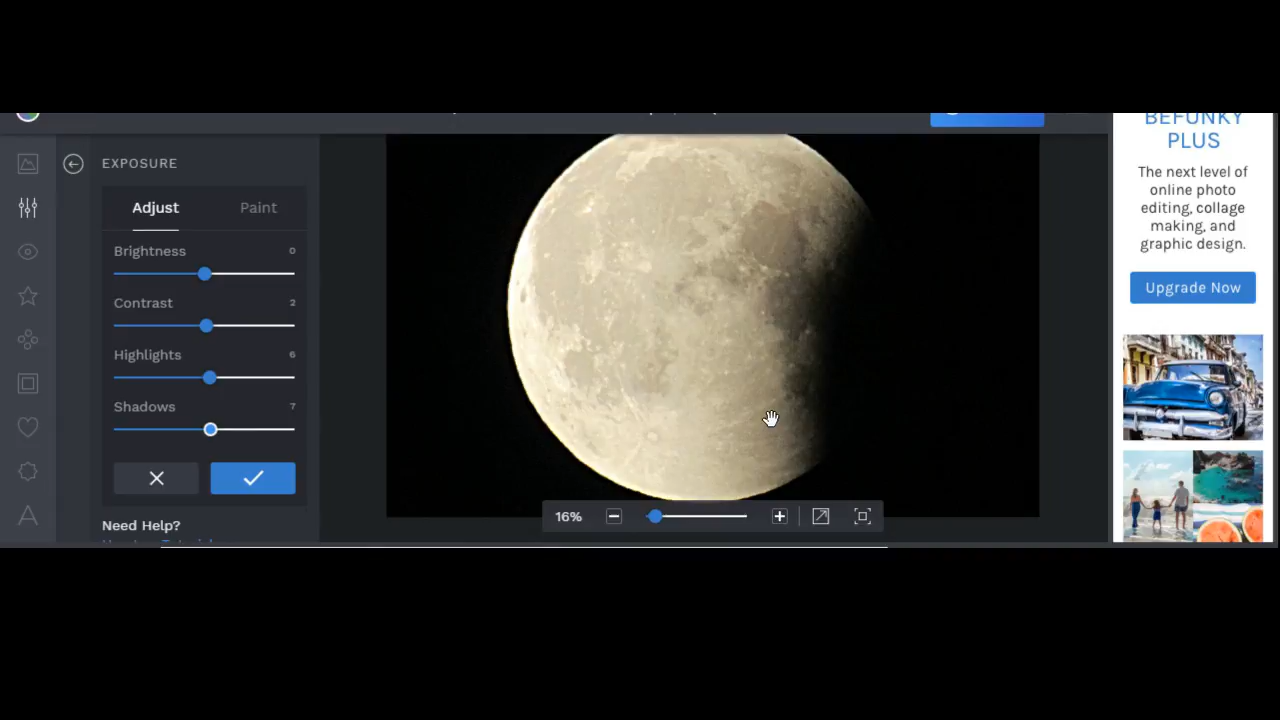 EXPOSURE
Adjust
Paint
Brightness
0
Contrast
2
Highlights
6
Shadows
7
Need Help?
16%
BEFUNKY
PLUS
The next level of
online photo
editing, collage
making, and
graphic design.
Upgrade Now